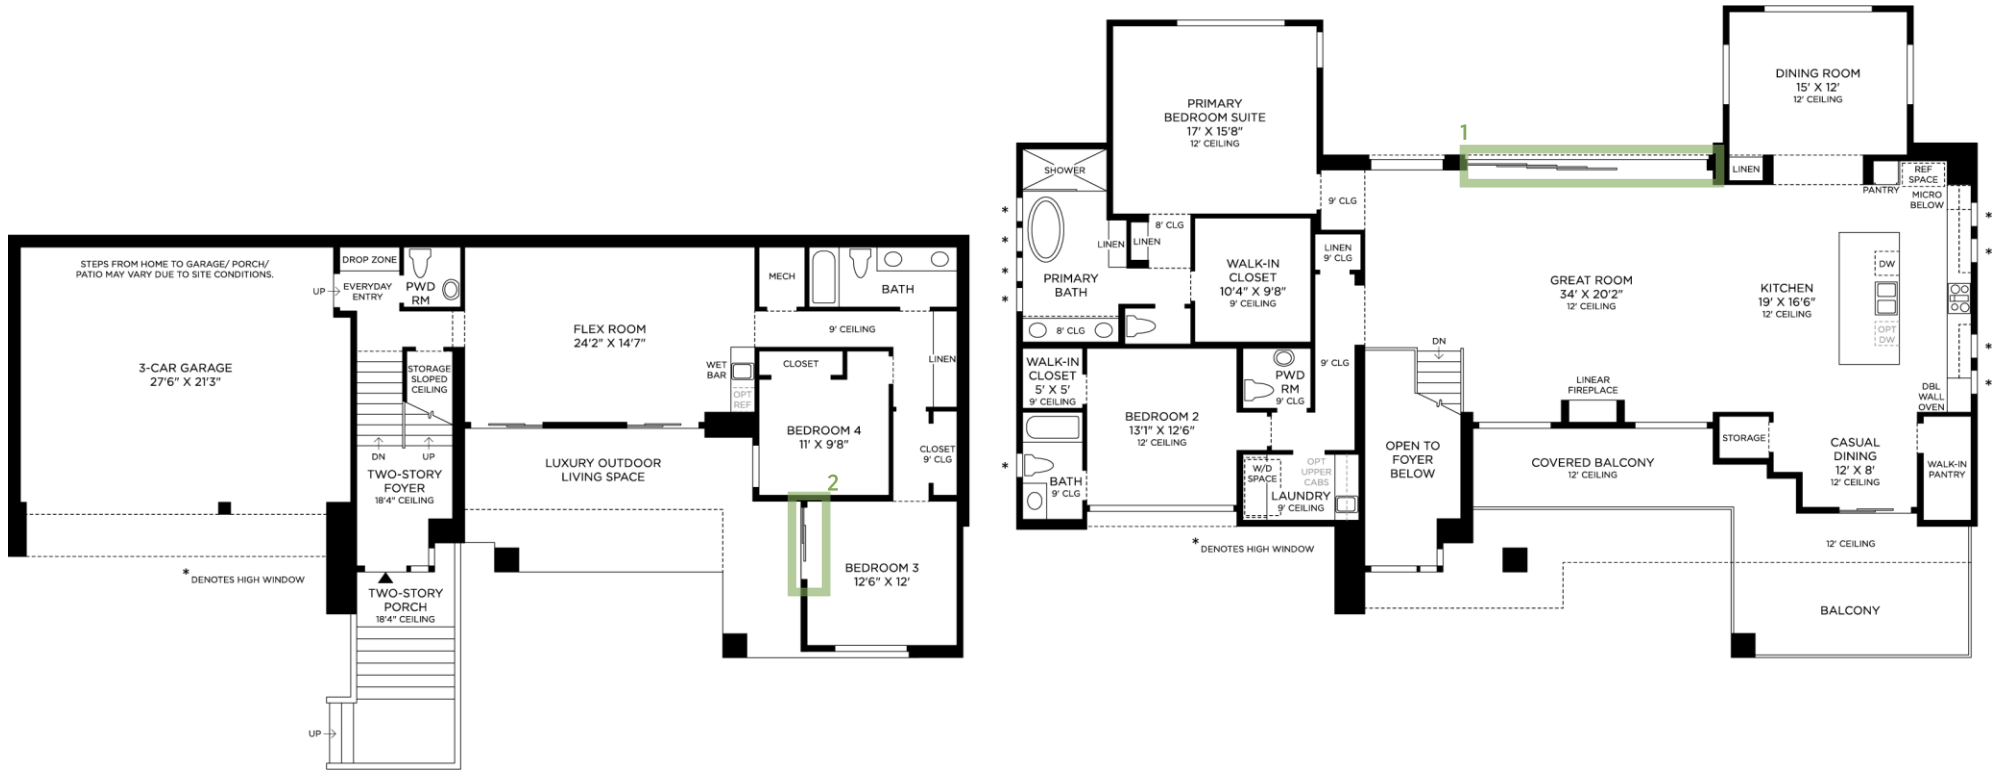 STEPS FROM HOME TO GARAGE/ PORCH/
PATIO MAY VARY DUE TO SITE CONDITIONS.
3-CAR GARAGE
27'6" X 21'3"
UP
DROP ZONE
EVERYDAY
ENTRY
PWD
RM
STORAGE
SLOPED
CEILING
DN
UP
TWO-STORY
FOYER
18'4" CEILING
* DENOTES HIGH WINDOW
TWO-STORY
PORCH
18'4" CEILING
UP
FLEX ROOM
24'2" X 14'7"
LUXURY OUTDOOR
LIVING SPACE
MECH
BATH
9' CEILING
WET
BAR
OPT
REF
CLOSET
LINEN
BEDROOM 4
11' X 9'8"
CLOSET
9' CLG
2
BEDROOM 3
12'6" X 12'
PRIMARY
BEDROOM SUITE
17' X 15'8"
12' CEILING
SHOWER
*
*
*
*
PRIMARY
BATH
LINEN
LINEN
8' CLG
8' CLG
WALK-IN
CLOSET
10'4" X 9'8"
9' CEILING
9' CLG
LINEN
9' CLG
9' CLG
WALK-IN
CLOSET
5' X 5'
9' CEILING
*
BATH
9' CLG
BEDROOM 2
13'1" X 12'6"
12' CEILING
PWD
RM
9' CLG
W/D
SPACE
OPT
UPPER
CABS
LAUNDRY
9' CEILING
* DENOTES HIGH WINDOW
1
GREAT ROOM
34' X 20'2"
12' CEILING
DN
OPEN TO
FOYER
BELOW
LINEAR
FIREPLACE
COVERED BALCONY
12' CEILING
DINING ROOM
15' X 12'
12' CEILING
LINEN
PANTRY
REF
SPACE
MICRO
BELOW
KITCHEN
19' X 16'6"
12' CEILING
DW
OPT
DW
*
*
*
*
DBL
WALL
OVEN
STORAGE
CASUAL
DINING
12' X 8'
12' CEILING
WALK-IN
PANTRY
12' CEILING
BALCONY